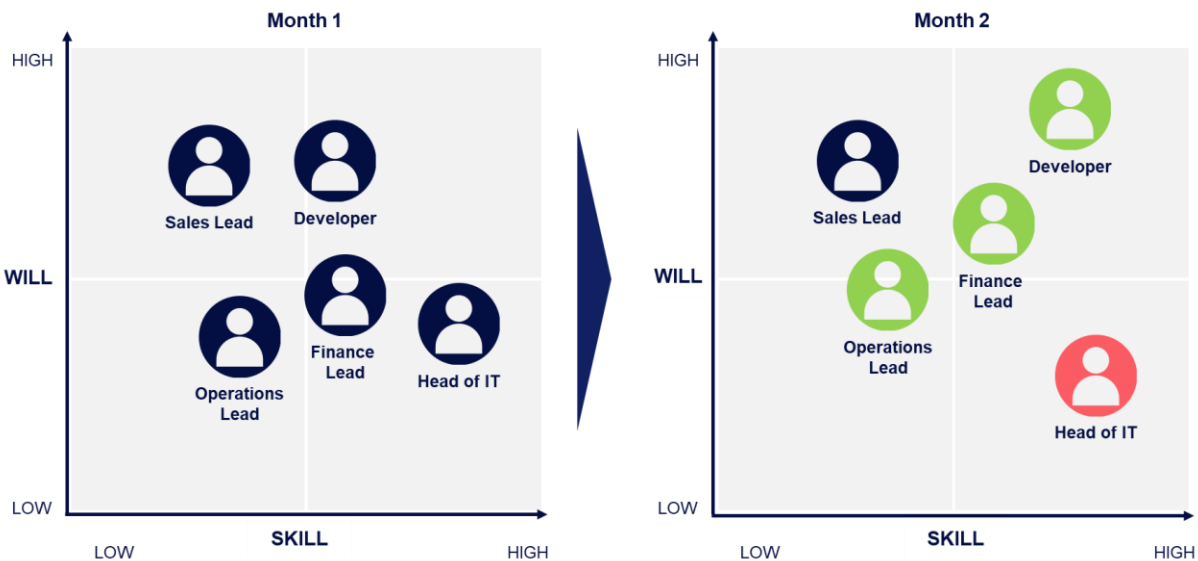 Month 1
HIGH
Sales Lead
Developer
WILL
Finance
Lead
Head of IT
Operations
Lead
LOW
SKILL
LOW
HIGH
Month 2
HIGH
Developer
Sales Lead
WILL
Finance
Lead
Operations
Lead
Head of IT
LOW
SKILL
LOW
HIGH